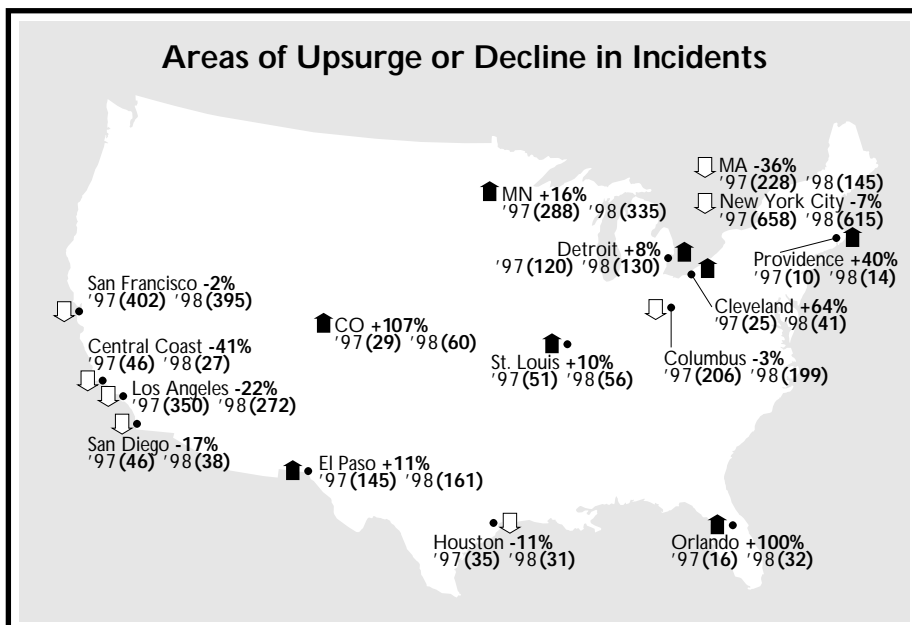 Areas of Upsurge or Decline in Incidents
MA -36%
'97(228) '98(145)
New York City -7%
'97(658) '98(615)
MN +16%
'97(288) '98(335)
Detroit +8%
'97(120) '98(130)
Providence +40%
'97(10) '98(14)
San Francisco -2%
'97(402) '98(395)
Cleveland +64%
'97(25) '98(41)
CO +107%
'97(29) '98(60)
Central Coast -41%
'97(46) '98(27)
St. Louis +10%
'97(51) '98(56)
Columbus -3%
'97(206) '98(199)
Los Angeles -22%
'97(350) '98(272)
San Diego -17%
'97(46) '98(38)
El Paso +11%
'97(145) '98(161)
Houston -11%
'97(35) '98(31)
Orlando +100%
'97(16) '98(32)